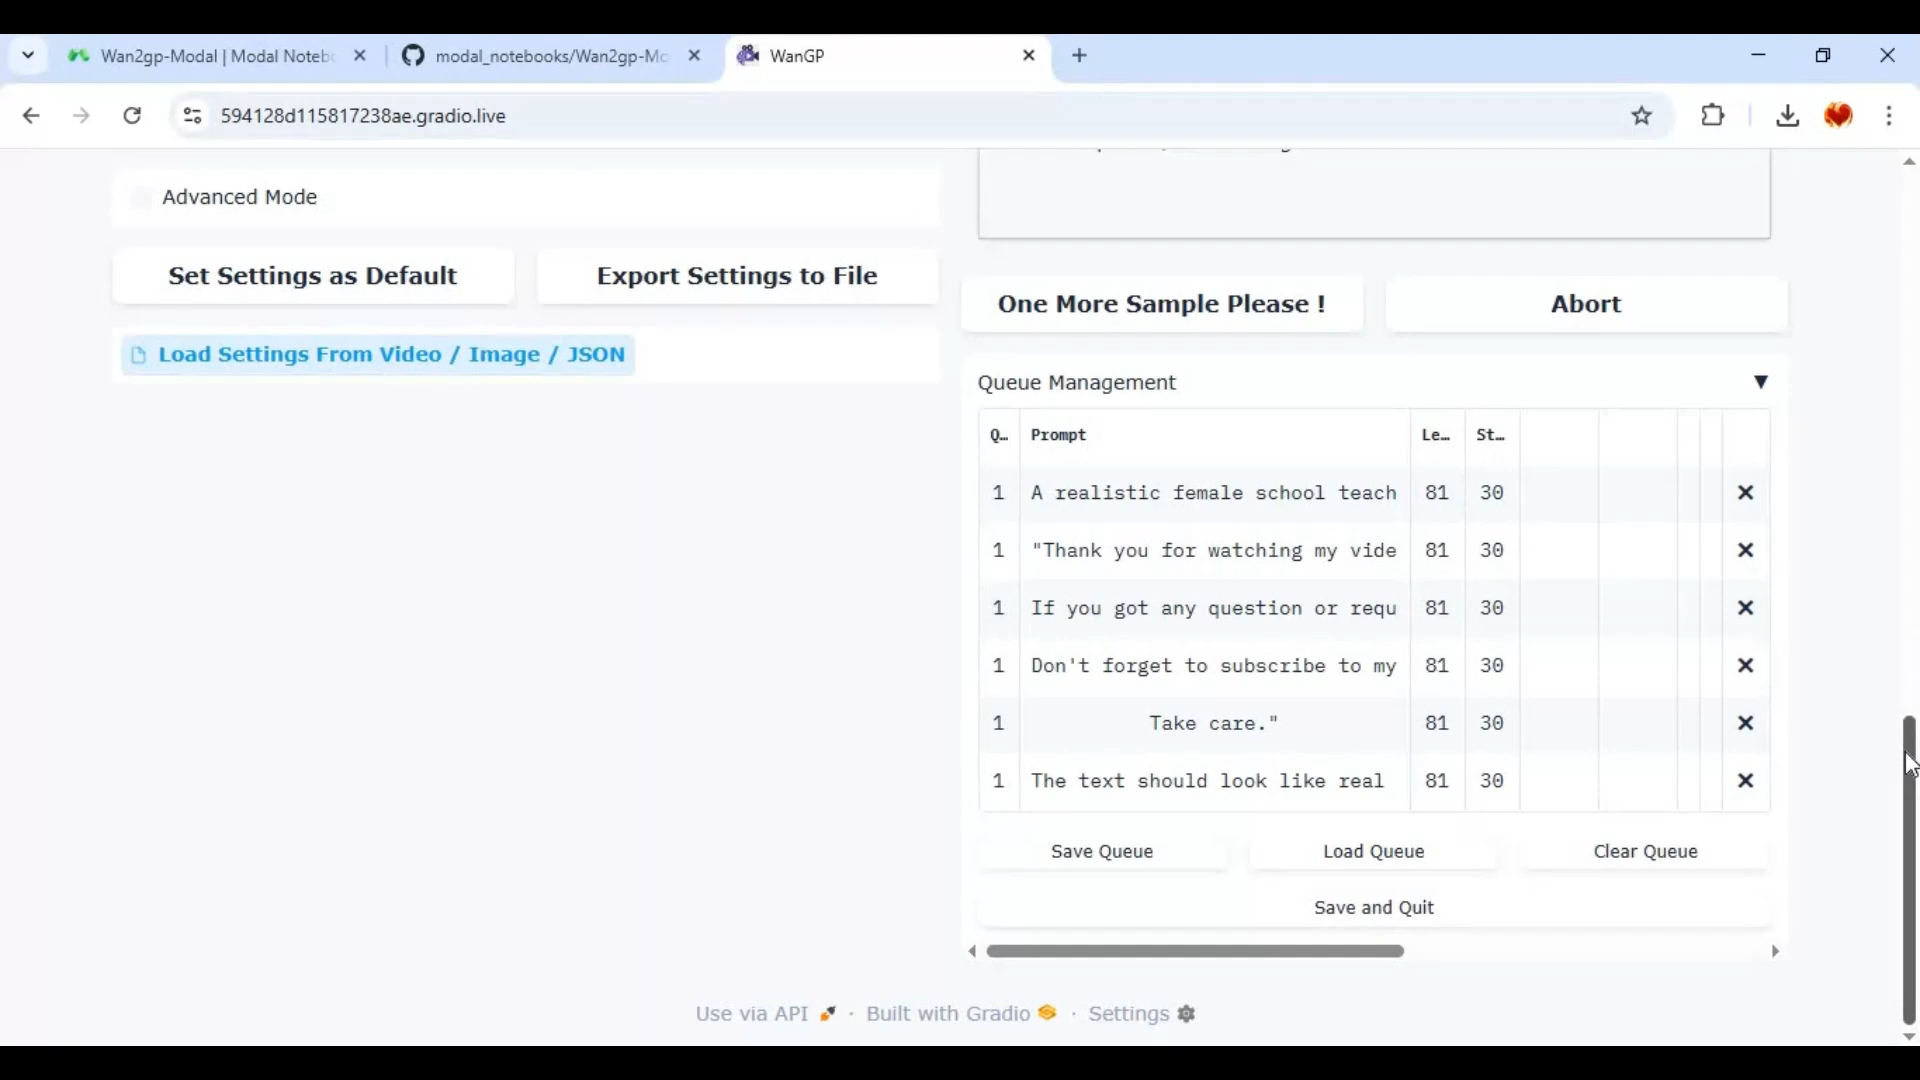 Wan2gp-Modal | Modal Noteb
modal_notebooks/Wan2gp-Mo
WanGP
594128d115817238ae.gradio.live
Advanced Mode
Set Settings as Default
Export Settings to File
Load Settings From Video / Image / JSON
One More Sample Please !
Abort
Queue Management
Q… Prompt Le… St…
1 A realistic female school teach 81 30
1 "Thank you for watching my vide 81 30
1 If you got any question or requ 81 30
1 Don't forget to subscribe to my 81 30
1 Take care." 81 30
1 The text should look like real 81 30
Save Queue
Load Queue
Clear Queue
Save and Quit
Use via API · Built with Gradio · Settings